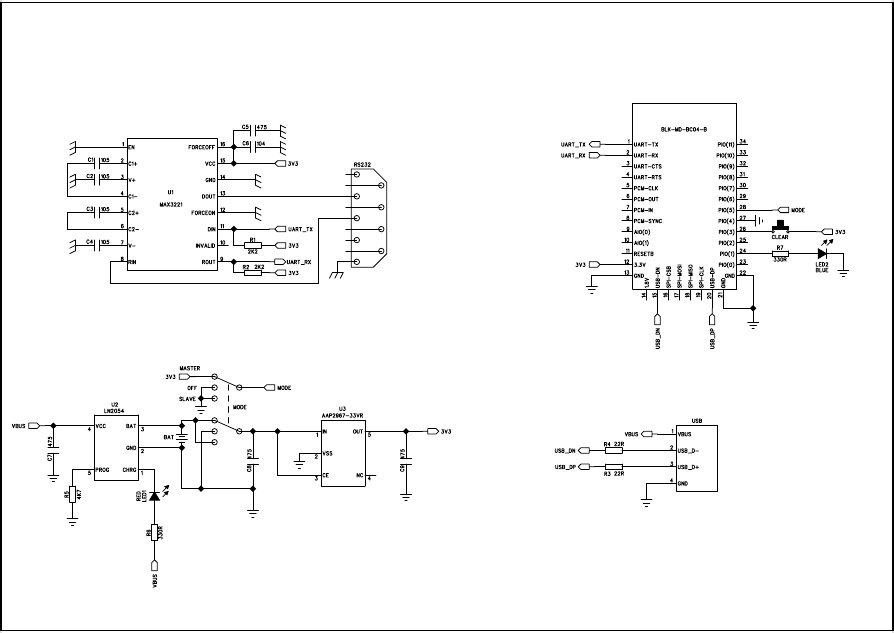 C5 475
C6 104
1 EN FORCEOFF 16
C1 105 2 C1+ VCC 15 3V3
C2 105 3 V+ GND 14
4 C1- DOUT 13
U1
MAX3221
C3 105 5 C2+ FORCEON 12
6 C2- DIN 11 UART_TX
C4 105 7 V- INVALID 10 R1 2K2 3V3
8 RIN ROUT 9 UART_RX
R2 2K2 3V3
RS232
BLK-MD-BC04-B
UART_TX 1 UART-TX PIO(11) 34
UART_RX 2 UART-RX PIO(10) 33
3 UART-CTS PIO(9) 32
4 UART-RTS PIO(8) 31
5 PCM-CLK PIO(7) 30
6 PCM-OUT PIO(6) 29
7 PCM-IN PIO(5) 28 MODE
8 PCM-SYNC PIO(4) 27
9 AIO(0) PIO(3) 26 CLEAR 3V3
10 AIO(1) PIO(2) 25
11 RESETB PIO(1) 24 R7 330R LED2 BLUE
3V3 12 3.3V PIO(0) 23
13 GND GND 22
1.8V USB-DN SPI-CSB SPI-MOSI SPI-MISO SPI-CLK USB-DP GND
14 15 16 17 18 19 20 21
USB_DN USB_DP
MASTER
3V3
OFF MODE
SLAVE
MODE
U2
LN2054
VBUS 4 VCC BAT 3
BAT
C7 475
GND 2
5 PROG CHRG 1
R5 4K7
RED LED1
R6 330R
VBUS
C8 475
U3
AAP2967-33VR
1 IN OUT 5 3V3
2 VSS
3 CE NC 4
C9 475
USB
VBUS 1 VBUS
USB_DN R4 22R 2 USB_D-
USB_DP R3 22R 3 USB_D+
4 GND